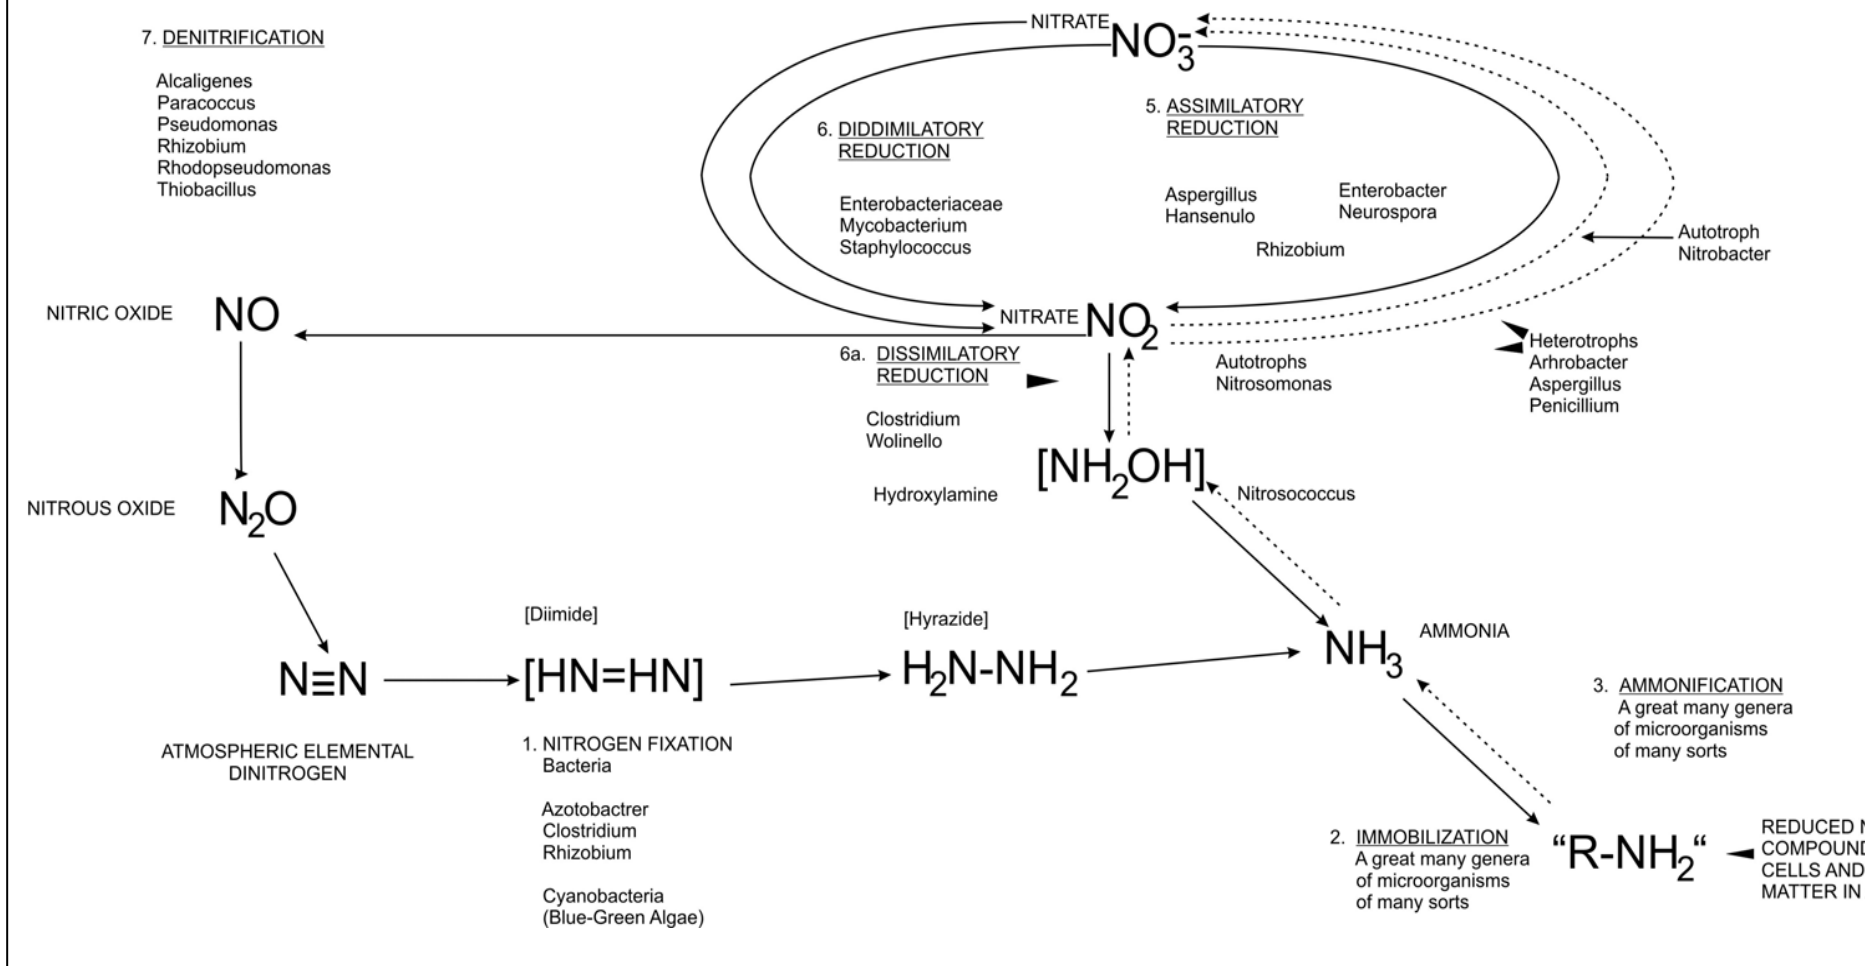 7. DENITRIFICATION
Alcaligenes
Paracoccus
Pseudomonas
Rhizobium
Rhodopseudomonas
Thiobacillus
NITRATE NO3-
6. DIDDIMILATORY
REDUCTION
Enterobacteriaceae
Mycobacterium
Staphylococcus
5. ASSIMILATORY
REDUCTION
Aspergillus
Hansenulo
Enterobacter
Neurospora
Rhizobium
Autotroph
Nitrobacter
NITRIC OXIDE NO
NITRATE NO2
6a. DISSIMILATORY
REDUCTION
Clostridium
Wolinello
Autotrophs
Nitrosomonas
Heterotrophs
Arhrobacter
Aspergillus
Penicillium
Hydroxylamine [NH2OH]
Nitrosococcus
NITROUS OXIDE N2O
N≡N
ATMOSPHERIC ELEMENTAL
DINITROGEN
[Diimide]
[HN=HN]
[Hyrazide]
H2N-NH2
NH3 AMMONIA
1. NITROGEN FIXATION
Bacteria
Azotobactrer
Clostridium
Rhizobium
Cyanobacteria
(Blue-Green Algae)
3. AMMONIFICATION
A great many genera
of microorganisms
of many sorts
2. IMMOBILIZATION
A great many genera
of microorganisms
of many sorts
“R-NH2“
REDUCED N
COMPOUND
CELLS AND
MATTER IN